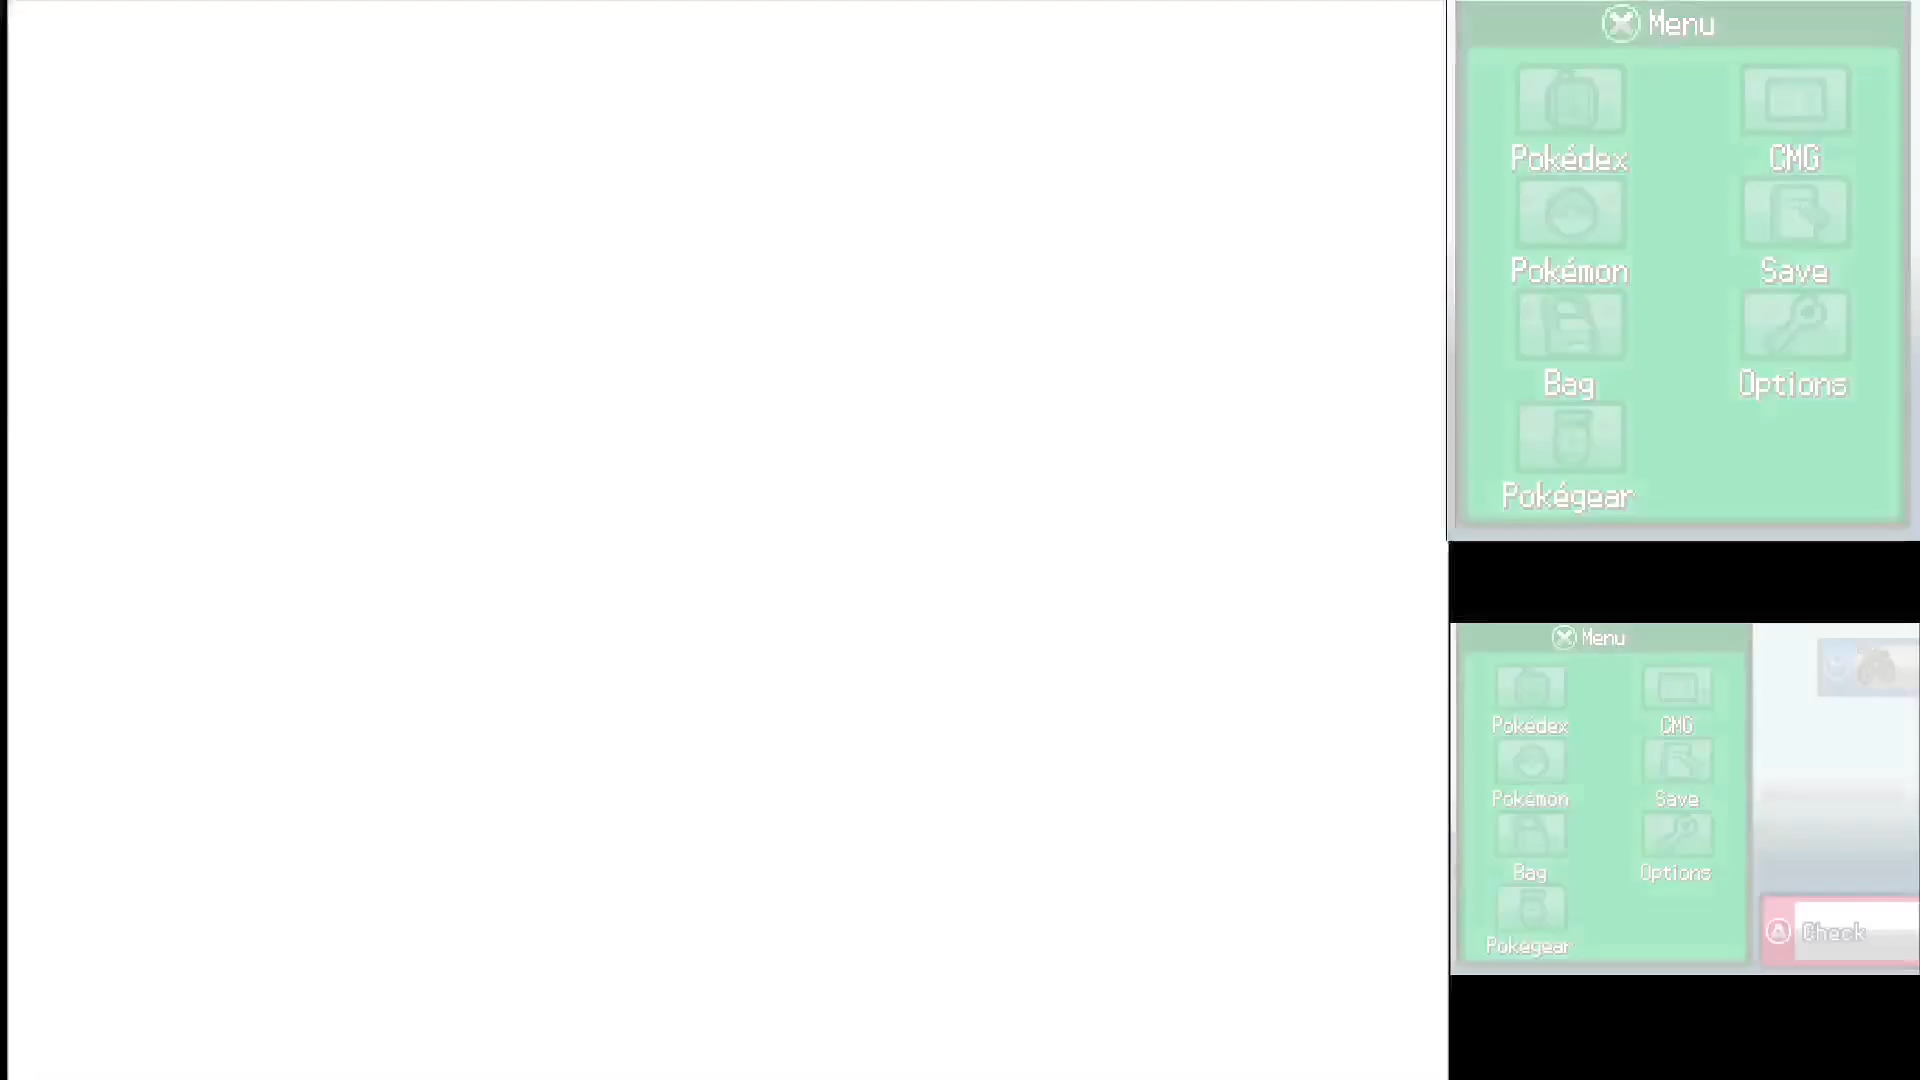 Menu
Pokédex CMG
Pokémon Save
Bag Options
Pokégear
Menu
Pokédex CMG
Pokémon Save
Bag Options
Pokégear
A Check